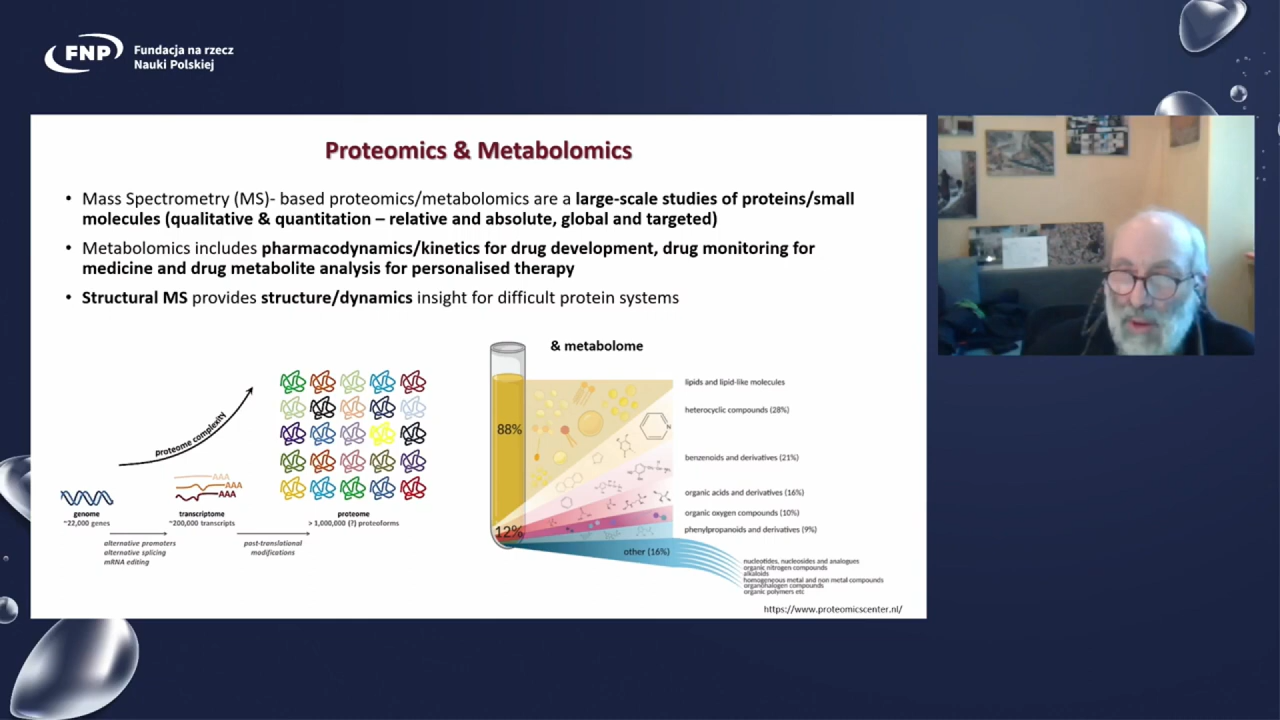 FNP
Fundacja na rzecz
Nauki Polskiej
Proteomics & Metabolomics
• Mass Spectrometry (MS)- based proteomics/metabolomics are a large-scale studies of proteins/small
molecules (qualitative & quantitation – relative and absolute, global and targeted)
• Metabolomics includes pharmacodynamics/kinetics for drug development, drug monitoring for
medicine and drug metabolite analysis for personalised therapy
• Structural MS provides structure/dynamics insight for difficult protein systems
proteome complexity
genome
~22,000 genes
alternative promoters
alternative splicing
mRNA editing
AAA
AAA
AAA
transcriptome
~200,000 transcripts
post-translational
modifications
proteome
> 1,000,000 (?) proteoforms
& metabolome
88%
12%
lipids and lipid-like molecules
heterocyclic compounds (28%)
benzenoids and derivatives (21%)
organic acids and derivatives (16%)
organic oxygen compounds (10%)
phenylpropanoids and derivatives (9%)
other (16%)
nucleotides, nucleosides and analogues
organic nitrogen compounds
alkaloids
homogeneous metal and non metal compounds
organohalogen compounds
organic polymers etc
N
https://www.proteomicscenter.nl/